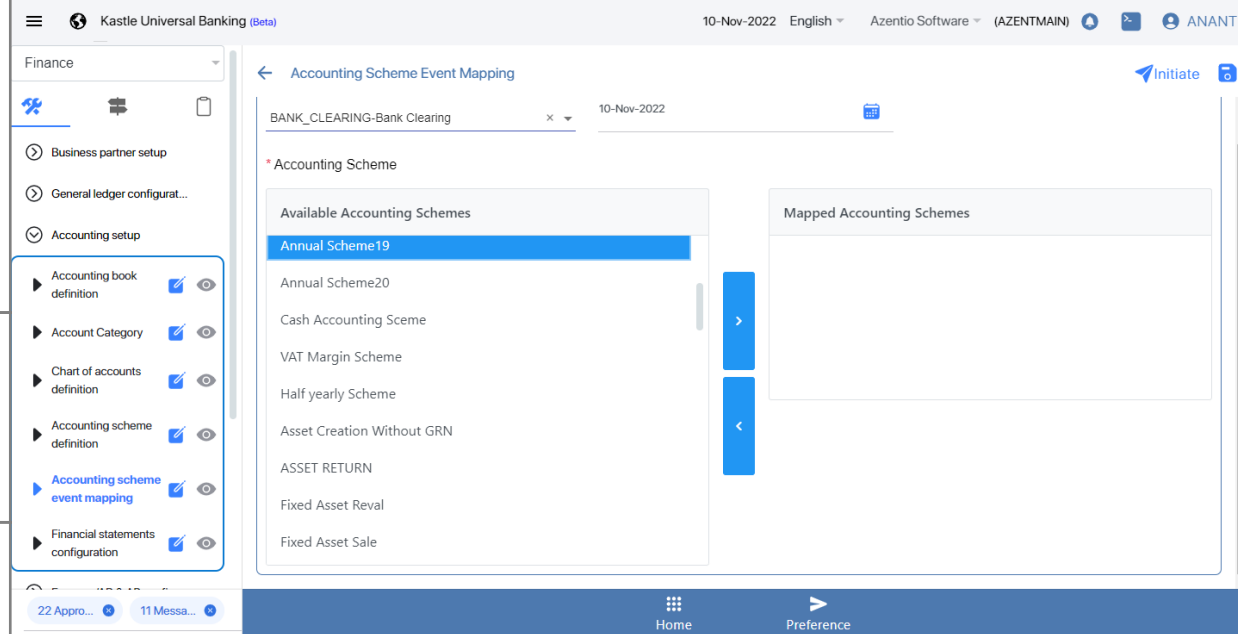 Kastle Universal Banking (Beta)
10-Nov-2022 English Azentio Software (AZENTMAIN) ANANT
Finance
Accounting Scheme Event Mapping
Initiate
BANK_CLEARING-Bank Clearing
10-Nov-2022
* Accounting Scheme
Business partner setup
General ledger configurat...
Accounting setup
Accounting book
definition
Account Category
Chart of accounts
definition
Accounting scheme
definition
Accounting scheme
event mapping
Financial statements
configuration
22 Appro...
11 Messa...
Available Accounting Schemes
Annual Scheme19
Annual Scheme20
Cash Accounting Sceme
VAT Margin Scheme
Half yearly Scheme
Asset Creation Without GRN
ASSET RETURN
Fixed Asset Reval
Fixed Asset Sale
Mapped Accounting Schemes
Home
Preference